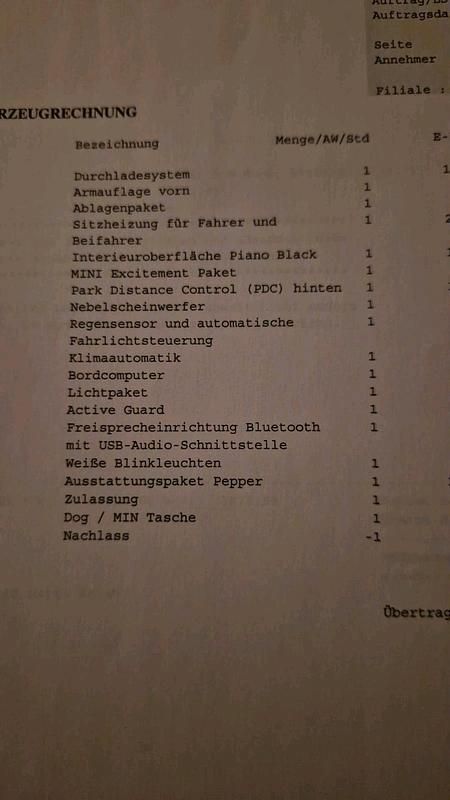 Auftragsda
Seite
Annehmer
Filiale :
RZEUGRECHNUNG
Bezeichnung Menge/AW/Std E-
Durchladesystem 1 1
Armauflage vorn 1
Ablagenpaket 1
Sitzheizung für Fahrer und 1 2
Beifahrer
Interieuroberfläche Piano Black 1 1
MINI Excitement Paket 1
Park Distance Control (PDC) hinten 1
Nebelscheinwerfer 1
Regensensor und automatische 1
Fahrlichtsteuerung
Klimaautomatik 1
Bordcomputer 1
Lichtpaket 1
Active Guard 1
Freisprecheinrichtung Bluetooth 1
mit USB-Audio-Schnittstelle
Weiße Blinkleuchten 1
Ausstattungspaket Pepper 1
Zulassung 1
Dog / MIN Tasche 1
Nachlass -1
Übertrag